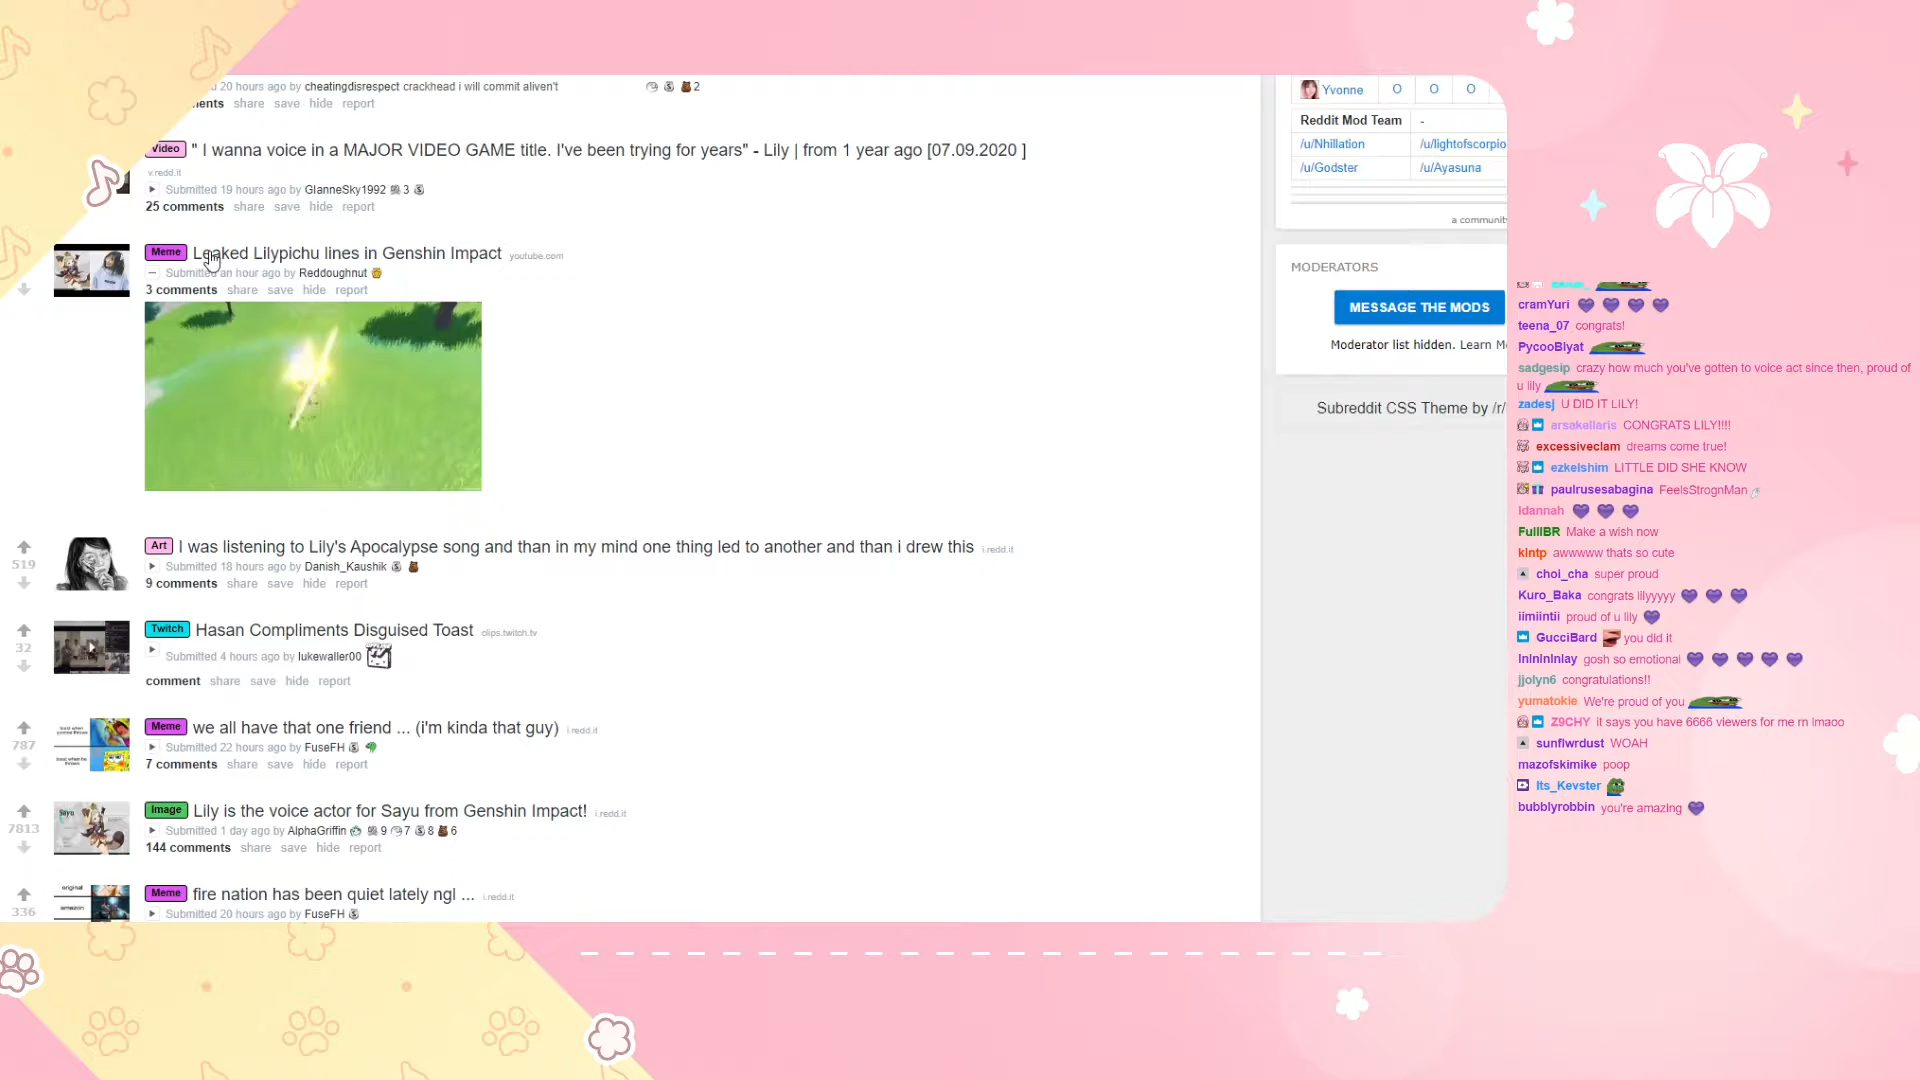 20 hours ago by cheatingdisrespect crackhead i will commit aliven't 2
share save hide report
Video " I wanna voice in a MAJOR VIDEO GAME title. I've been trying for years" - Lily | from 1 year ago [07.09.2020 ]
v.redd.it
Submitted 19 hours ago by GlanneSky1992 3
25 comments share save hide report
Meme Leaked Lilypichu lines in Genshin Impact youtube.com
Submitted an hour ago by Reddoughnut
3 comments share save hide report
519
Art I was listening to Lily's Apocalypse song and than in my mind one thing led to another and than i drew this i.redd.it
Submitted 18 hours ago by Danish_Kaushik
9 comments share save hide report
32
Twitch Hasan Compliments Disguised Toast clips.twitch.tv
Submitted 4 hours ago by lukewaller00
comment share save hide report
787
Meme we all have that one friend ... (i'm kinda that guy) i.redd.it
Submitted 22 hours ago by FuseFH
7 comments share save hide report
7813
Sayu
Image Lily is the voice actor for Sayu from Genshin Impact! i.redd.it
Submitted 1 day ago by AlphaGriffin 9 7 8 6
144 comments share save hide report
336
original
amazon
Meme fire nation has been quiet lately ngl ... i.redd.it
Submitted 20 hours ago by FuseFH
Yvonne O O O
Reddit Mod Team -
/u/Nhillation /u/lightofscorpio
/u/Godster /u/Ayasuna
a community
MODERATORS
MESSAGE THE MODS
Moderator list hidden. Learn M
Subreddit CSS Theme by /r/
cramYuri
teena_07 congrats!
PycooBlyat
sadgesip crazy how much you've gotten to voice act since then, proud of
u lily
zadesj U DID IT LILY!
arsakellaris CONGRATS LILY!!!!
excessiveclam dreams come true!
ezkelshim LITTLE DID SHE KNOW
paulrusesabagina FeelsStrognMan
Idannah
FullIBR Make a wish now
klntp awwwww thats so cute
choi_cha super proud
Kuro_Baka congrats lilyyyyy
iimiintii proud of u lily
GucciBard you did it
Ininininlay gosh so emotional
jjolyn6 congratulations!!
yumatokie We're proud of you
Z9CHY it says you have 6666 viewers for me rn lmaoo
sunflwrdust WOAH
mazofskimike poop
Its_Kevster
bubblyrobbin you're amazing